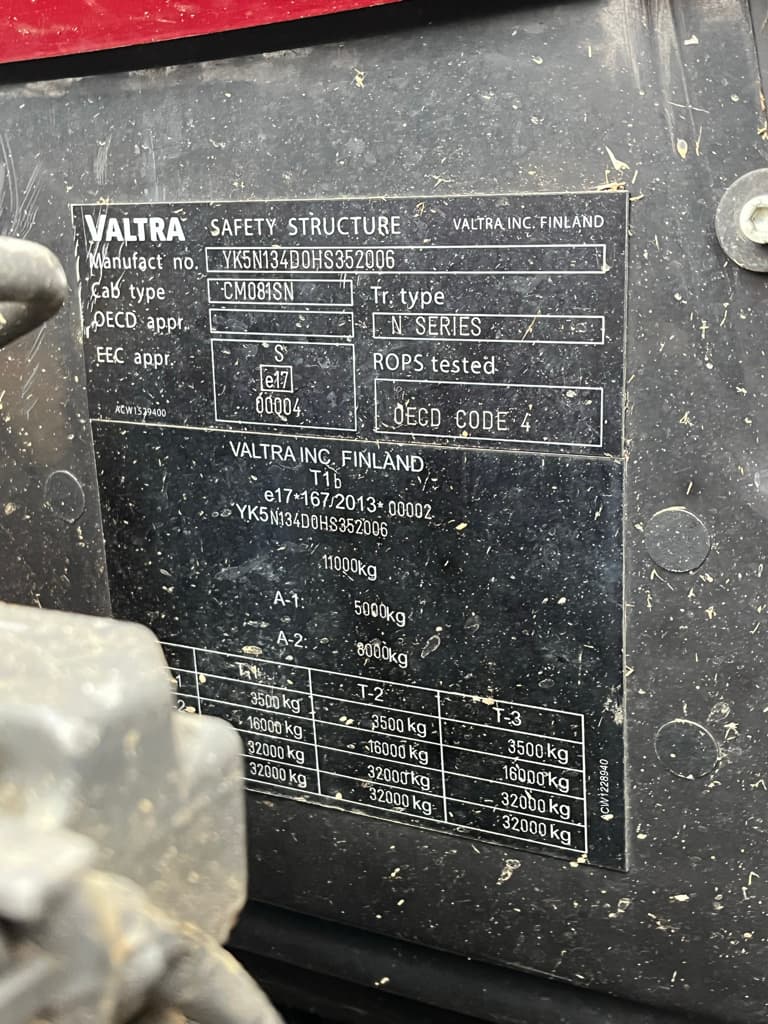 VALTRA SAFETY STRUCTURE VALTRA INC. FINLAND
Manufact no. YK5N134D0HS352006
Cab type CM081SN Tr. type
OECD appr. N SERIES
EEC appr. S ROPS tested
e17
00004 OECD CODE 4
ACW1529400
VALTRA INC. FINLAND
T1b
e17*167/2013*00002
YK5N134D0HS352006
11000kg
A-1: 5000kg
A-2: 8000kg
T-1 T-2 T-3
3500 kg 3500 kg 3500 kg
16000 kg 16000 kg 16000 kg
32000 kg 32000 kg 32000 kg
32000 kg 32000 kg 32000 kg
CW1228940